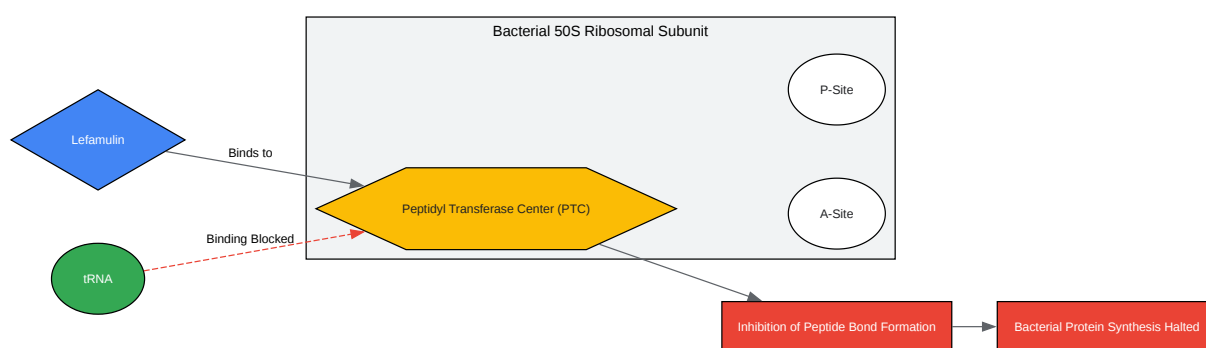 Bacterial 50S Ribosomal Subunit
P-Site
Lefamulin
Binds to
Peptidyl Transferase Center (PTC)
A-Site
Binding Blocked
tRNA
Inhibition of Peptide Bond Formation
Bacterial Protein Synthesis Halted